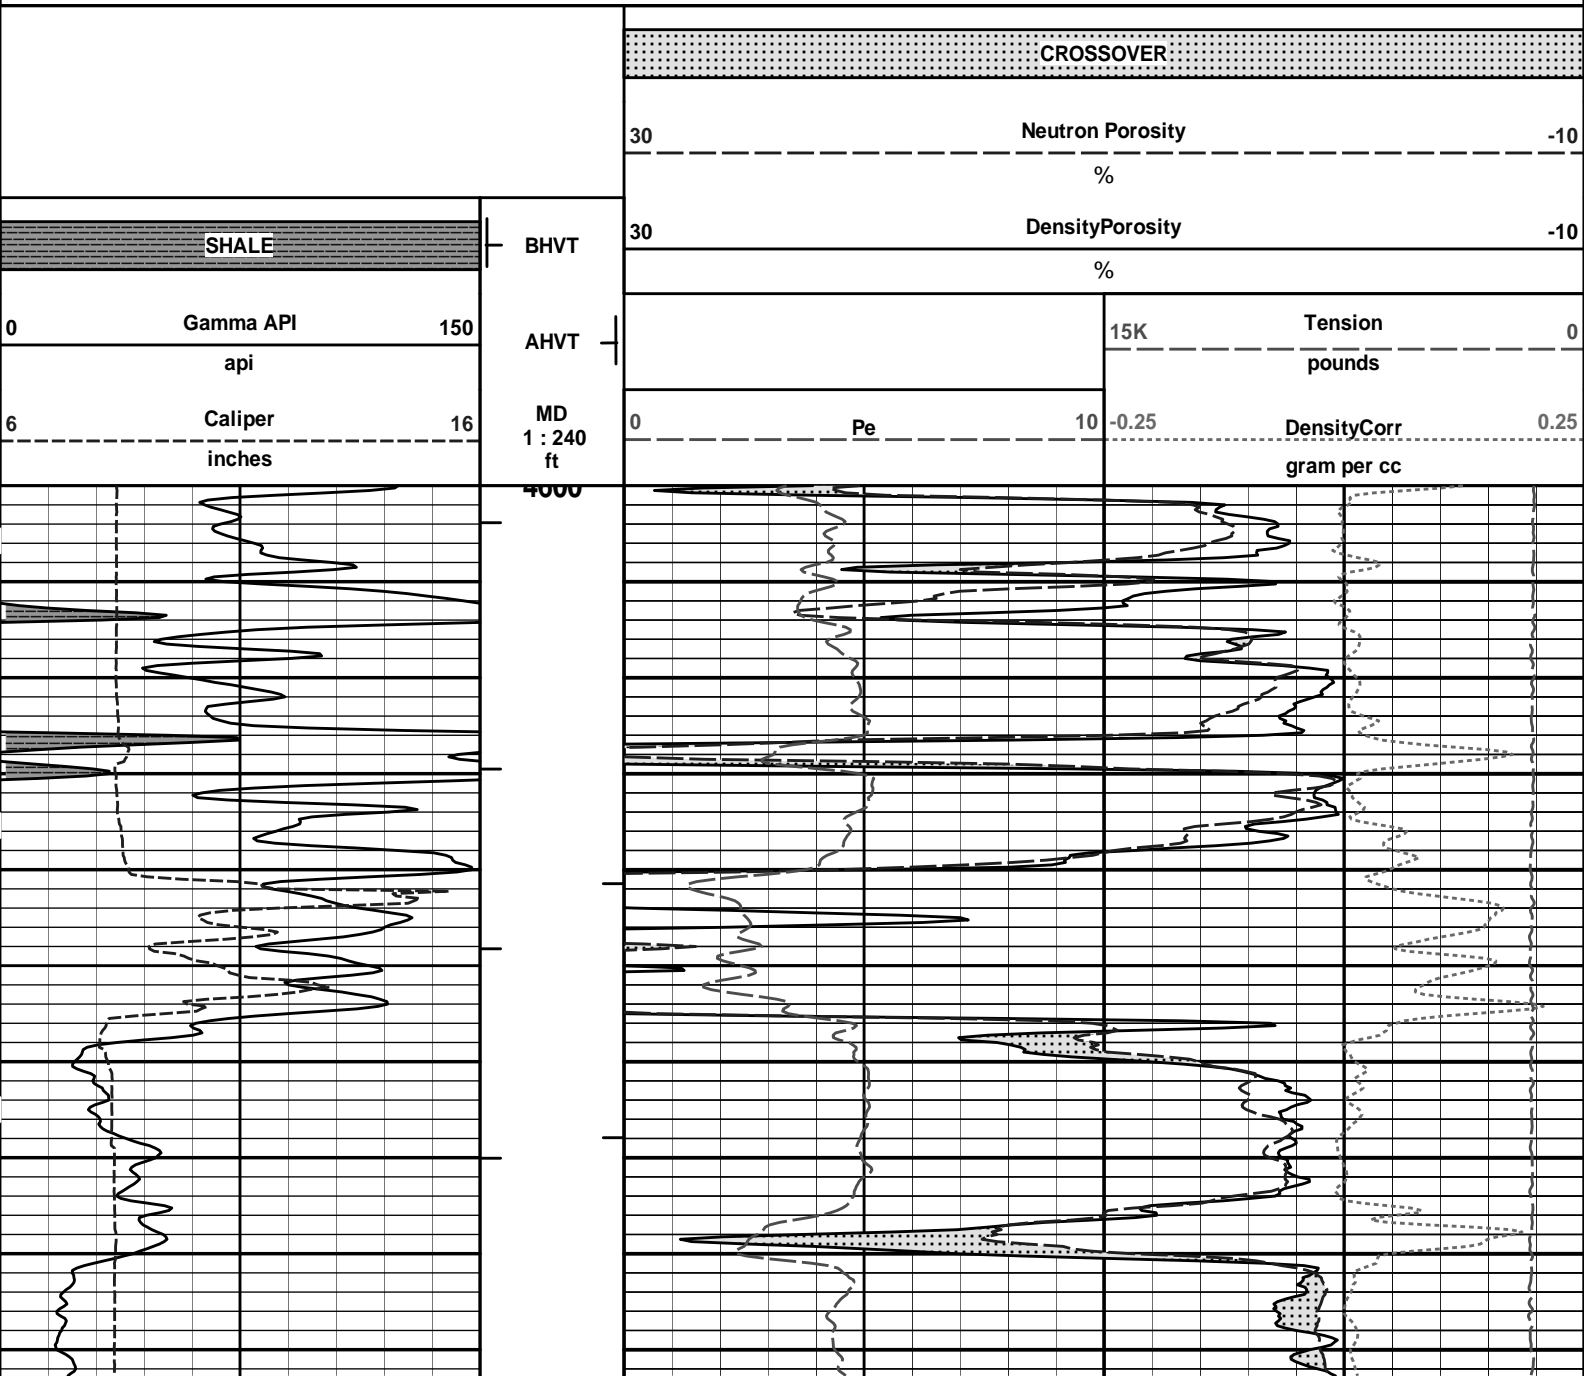 CROSSOVER
30 Neutron Porosity -10
%
SHALE
BHVT
30 DensityPorosity -10
%
0 Gamma API 150
api
AHVT
15K Tension 0
pounds
6 Caliper 16
inches
MD
1 : 240
ft
0 Pe 10
-0.25 DensityCorr 0.25
gram per cc
4600